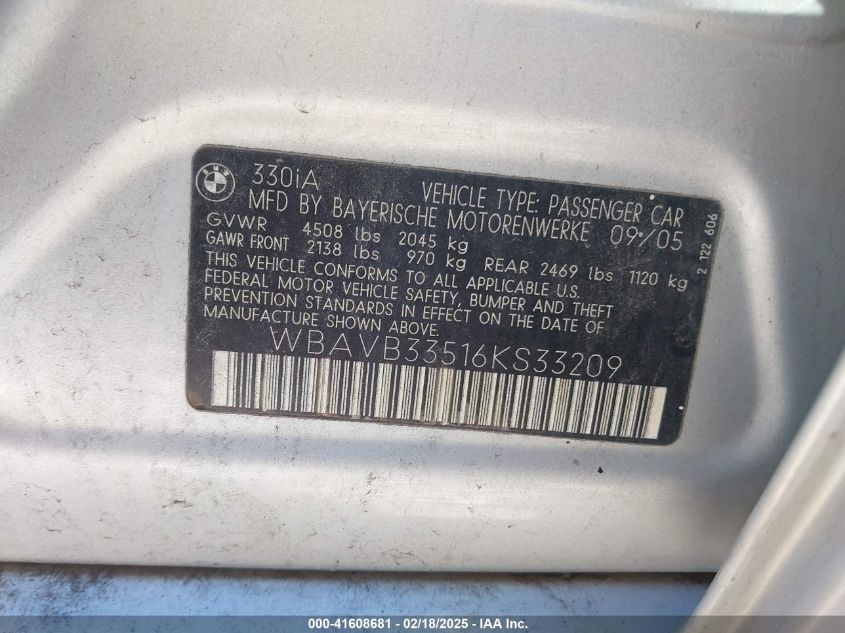 BMW
330iA VEHICLE TYPE: PASSENGER CAR
MFD BY BAYERISCHE MOTORENWERKE 09/05
GVWR 4508 lbs 2045 kg
GAWR FRONT 2138 lbs 970 kg REAR 2469 lbs 1120 kg
THIS VEHICLE CONFORMS TO ALL APPLICABLE U.S.
FEDERAL MOTOR VEHICLE SAFETY, BUMPER AND THEFT
PREVENTION STANDARDS IN EFFECT ON THE DATE OF
MANUFACTURE SHOWN ABOVE.
WBAVB33516KS33209
2 122 606
000-41608681 - 02/18/2025 - IAA Inc.